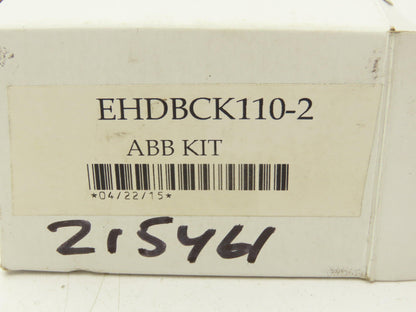 EHDBCK110-2
ABB KIT
*04/22/15*
215461